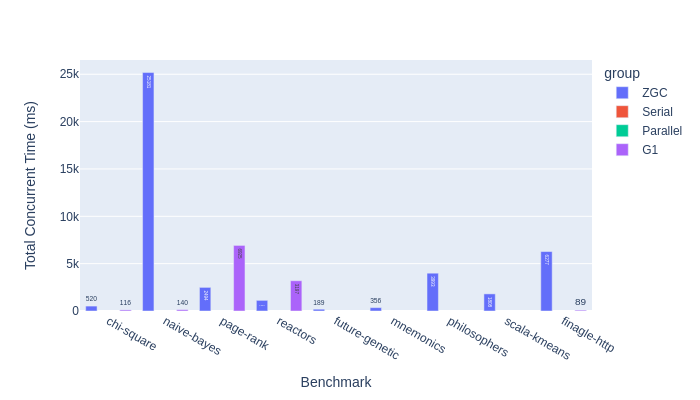 Total Concurrent Time (ms)
25k
20k
15k
10k
5k
0
520
116
140
189
356
89
chi-square
naive-bayes
page-rank
reactors
future-genetic
mnemonics
philosophers
scala-kmeans
finagle-http
Benchmark
group
ZGC
Serial
Parallel
G1